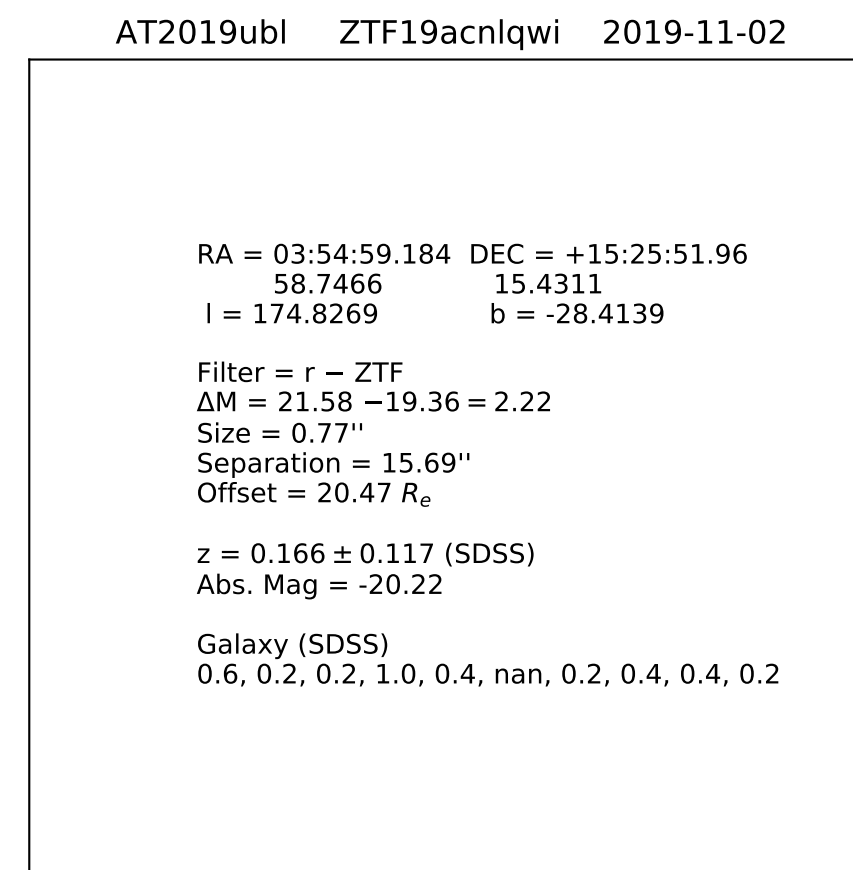 AT2019ubl ZTF19acnlqwi 2019-11-02
RA = 03:54:59.184 DEC = +15:25:51.96
58.7466 15.4311
l = 174.8269 b = -28.4139
Filter = r − ZTF
ΔM = 21.58 −19.36 = 2.22
Size = 0.77''
Separation = 15.69''
Offset = 20.47 Rₑ
z = 0.166 ± 0.117 (SDSS)
Abs. Mag = -20.22
Galaxy (SDSS)
0.6, 0.2, 0.2, 1.0, 0.4, nan, 0.2, 0.4, 0.4, 0.2